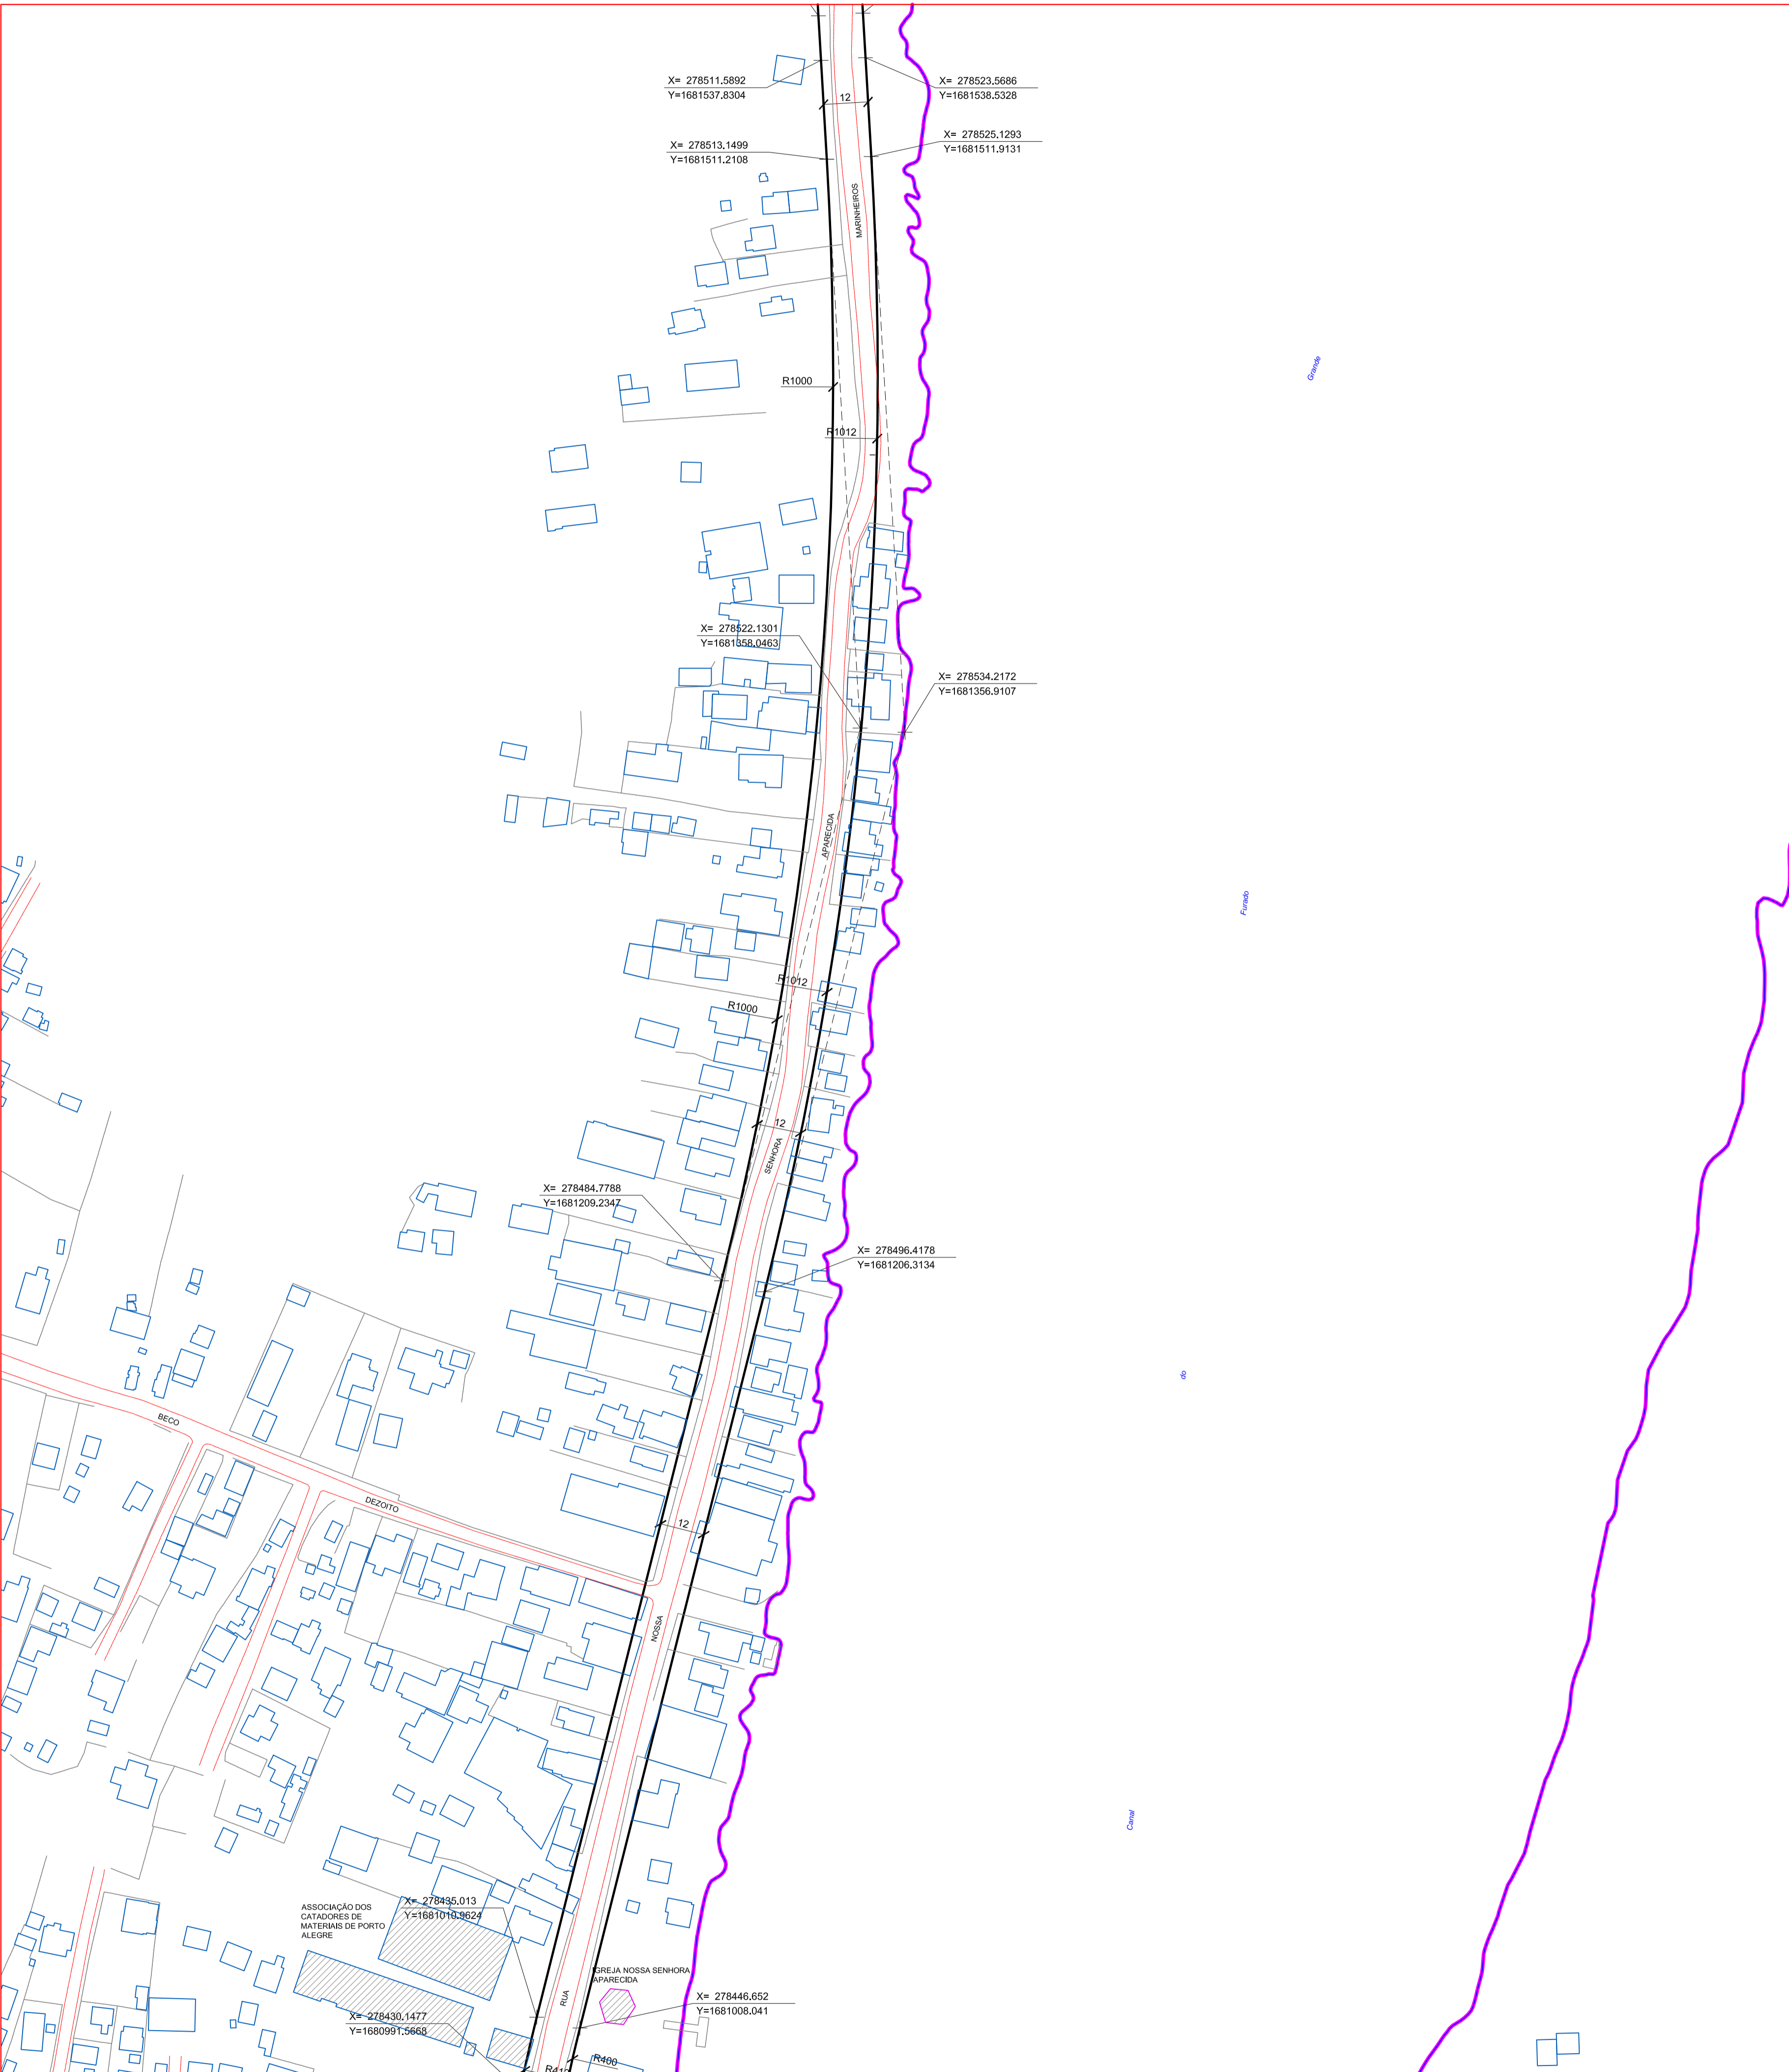 X= 278511.5892
Y=1681537.8304
X= 278523.5686
Y=1681538.5328
12
X= 278513.1499
Y=1681511.2108
X= 278525.1293
Y=1681511.9131
MARINHEIROS
Grande
R1000
R1012
X= 278522.1301
Y=1681358.0463
X= 278534.2172
Y=1681356.9107
APARECIDA
Furado
R1012
R1000
12
SENHORA
X= 278484.7788
Y=1681209.2347
X= 278496.4178
Y=1681206.3134
do
BECO
DEZOITO
12
NOSSA
Canal
ASSOCIAÇÃO DOS
CATADORES DE
MATERIAIS DE PORTO
ALEGRE
X= 278435.013
Y=1681010.9624
IGREJA NOSSA SENHORA
APARECIDA
RUA
X= 278446.652
Y=1681008.041
X= 278430.1477
Y=1680991.5668
R400
R412